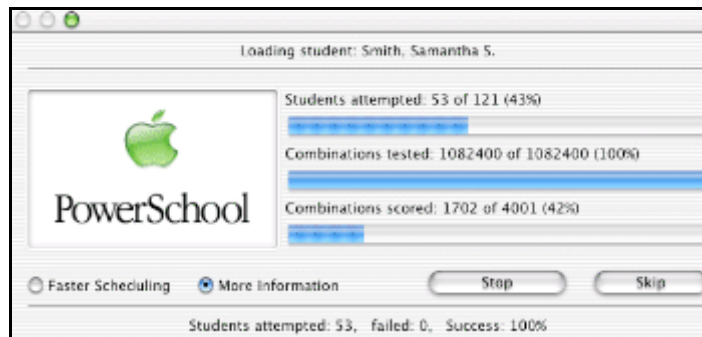 Loading student: Smith, Samantha S.
Students attempted: 53 of 121 (43%)
Combinations tested: 1082400 of 1082400 (100%)
PowerSchool
Combinations scored: 1702 of 4001 (42%)
Faster Scheduling More Information Stop Skip
Students attempted: 53, failed: 0, Success: 100%